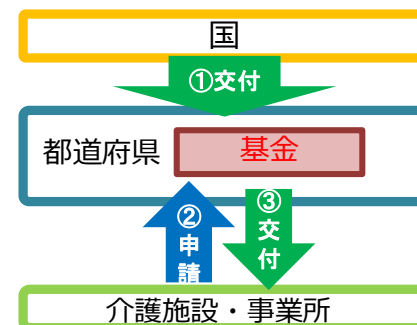 国
①交付
都道府県
基金
②申請
③交付
介護施設・事業所